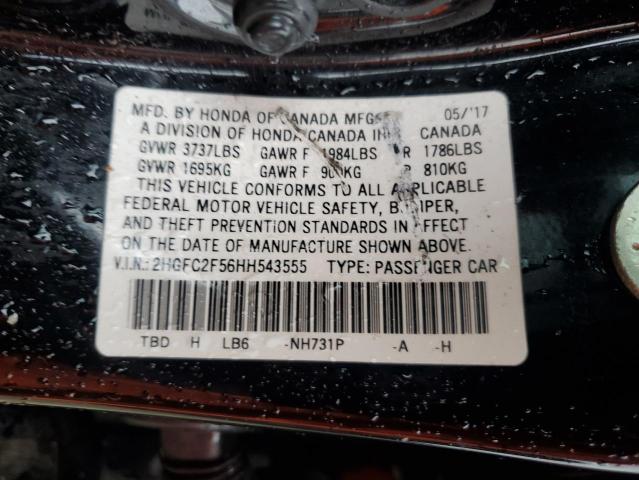 MFD. BY HONDA OF CANADA MFG. 05/'17
A DIVISION OF HONDA CANADA INC. CANADA
GVWR 3737LBS GAWR F 1984LBS R 1786LBS
GVWR 1695KG GAWR F 900KG R 810KG
THIS VEHICLE CONFORMS TO ALL APPLICABLE
FEDERAL MOTOR VEHICLE SAFETY, BUMPER,
AND THEFT PREVENTION STANDARDS IN EFFECT
ON THE DATE OF MANUFACTURE SHOWN ABOVE.
V.I.N.: 2HGFC2F56HH543555 TYPE: PASSENGER CAR
TBD H LB6 -NH731P -A -H